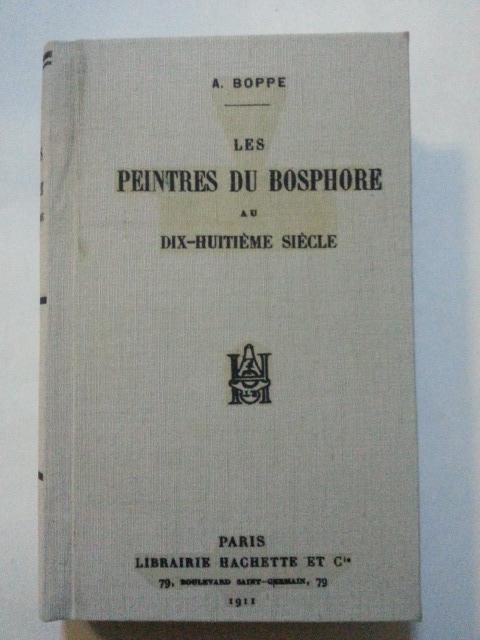 A. BOPPE
LES
PEINTRES DU BOSPHORE
AU
DIX-HUITIÈME SIÈCLE
PARIS
LIBRAIRIE HACHETTE ET Cie
79, BOULEVARD SAINT-GERMAIN, 79
1911